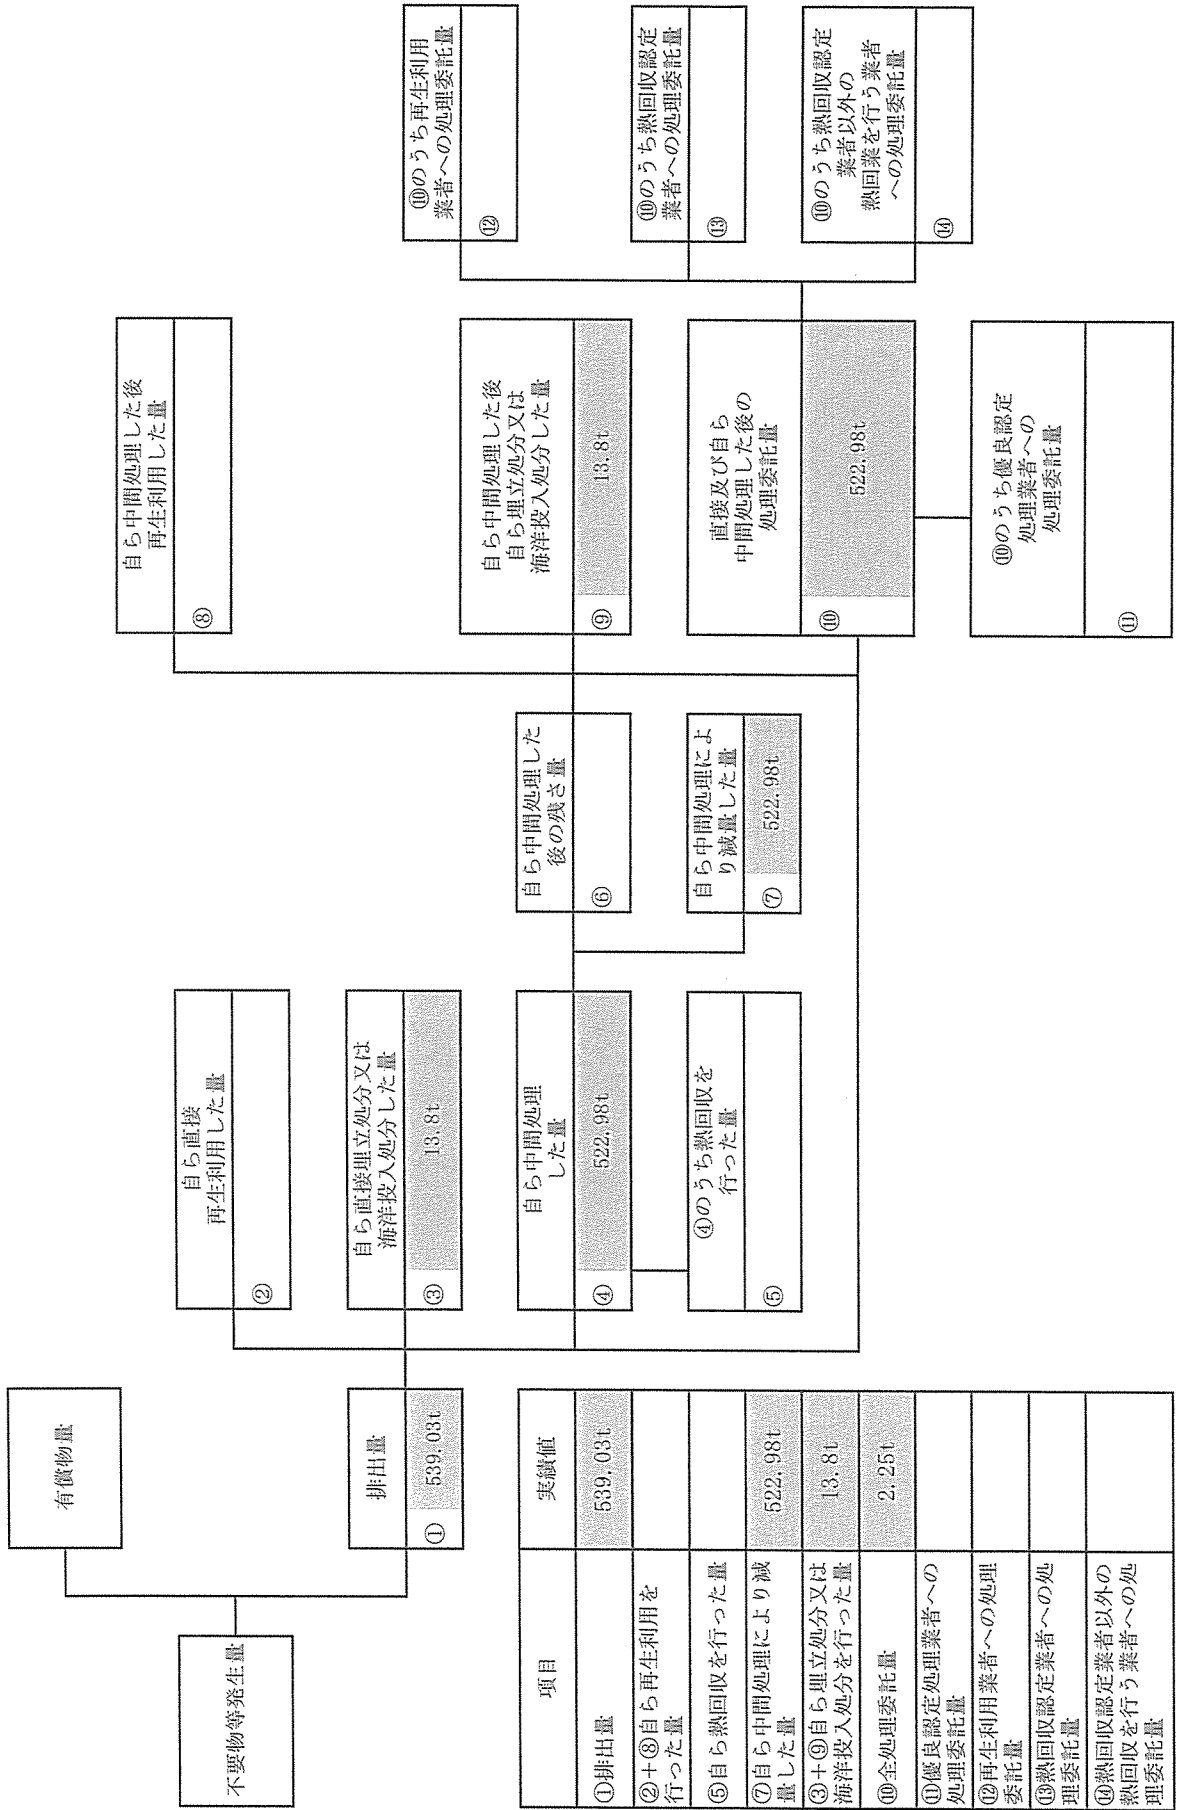 不要物等発生量
有償物量
排出量
① 539.03t
自ら直接
再生利用した量
②
自ら直接埋立処分又は
海洋投入処分した量
③ 13.8t
自ら中間処理
した量
④ 522.98t
④のうち熱回収を
行った量
⑤
自ら中間処理した
後の残さ量
⑥
自ら中間処理によ
り減量した量
⑦ 522.98t
自ら中間処理した後
再生利用した量
⑧
自ら中間処理した後
自ら埋立処分又は
海洋投入処分した量
⑨ 13.8t
直接及び自ら
中間処理した後の
処理委託量
⑩ 522.98t
⑩のうち優良認定
処理業者への
処理委託量
⑪
⑩のうち再生利用
業者への処理委託量
⑫
⑩のうち熱回収認定
業者への処理委託量
⑬
⑩のうち熱回収認定
業者以外の
熱回業を行う業者
への処理委託量
⑭
項目 実績値
①排出量 539.03t
②+⑧自ら再生利用を
行った量
⑤自ら熱回収を行った量
⑦自ら中間処理により減
量した量 522.98t
③+⑨自ら埋立処分又は
海洋投入処分を行った量 13.8t
⑩全処理委託量 2.25t
⑪優良認定処理業者への
処理委託量
⑫再生利用業者への処理
委託量
⑬熱回収認定業者への処
理委託量
⑭熱回収認定業者以外の
熱回収を行う業者への処
理委託量